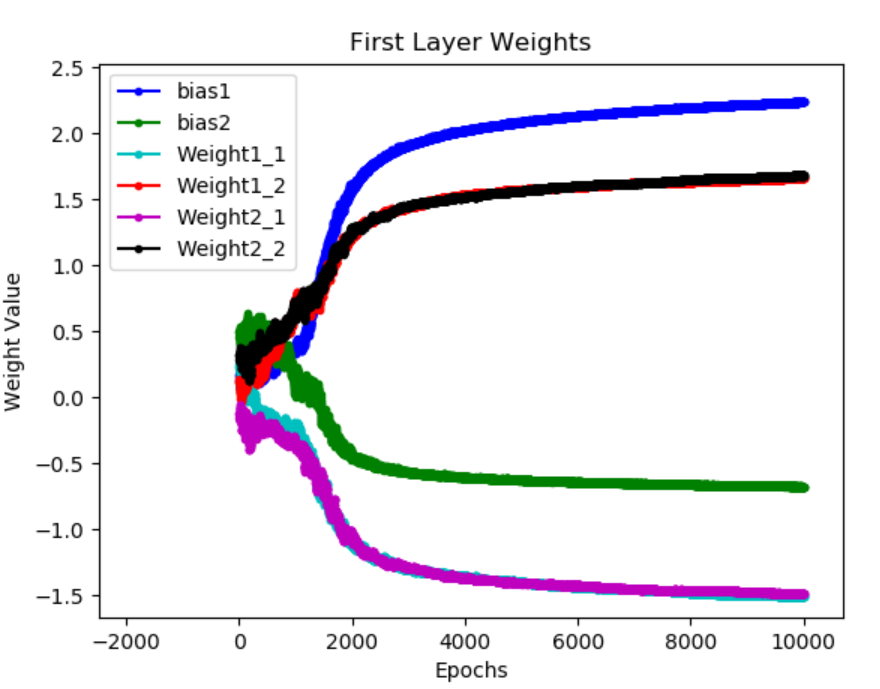 First Layer Weights
2.5
2.0
1.5
1.0
0.5
0.0
−0.5
−1.0
−1.5
Weight Value
bias1
bias2
Weight1_1
Weight1_2
Weight2_1
Weight2_2
−2000 0 2000 4000 6000 8000 10000
Epochs